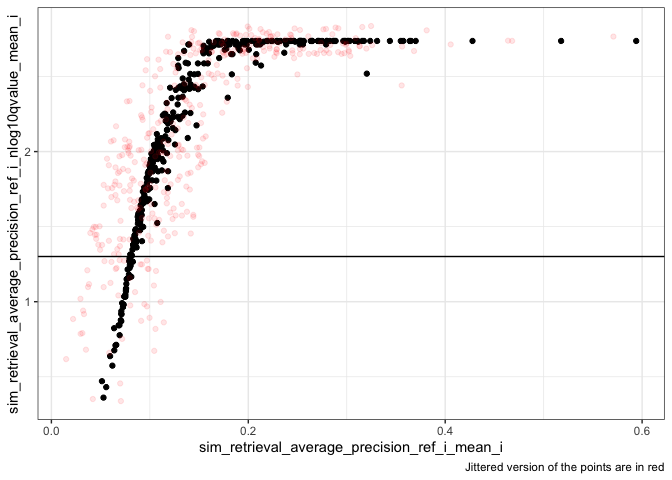 sim_retrieval_average_precision_ref_i_nlog10qvalue_mean_i
2
1
0.0
0.2
0.4
0.6
sim_retrieval_average_precision_ref_i_mean_i
Jittered version of the points are in red